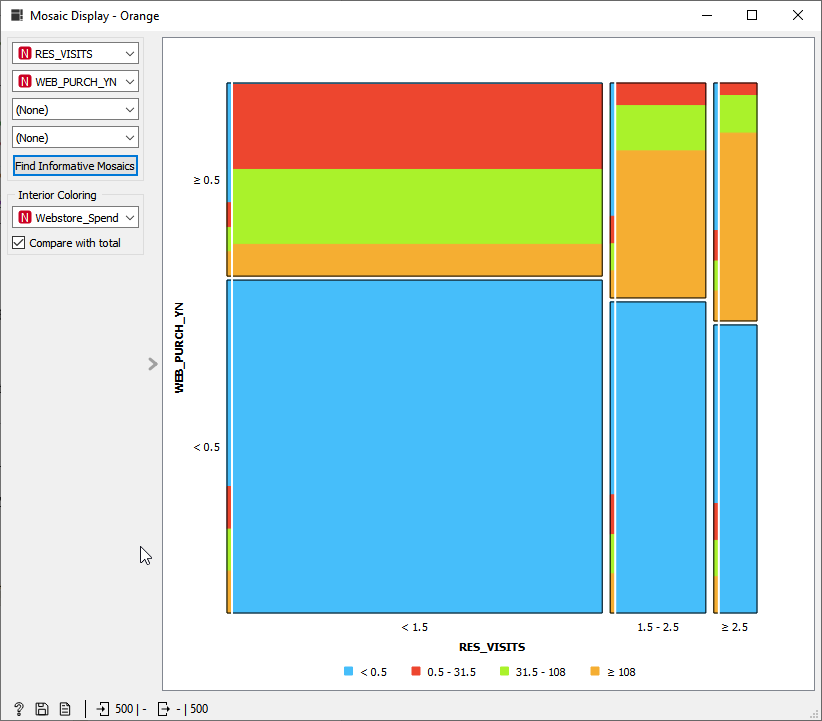 Mosaic Display - Orange
N RES_VISITS
N WEB_PURCH_YN
(None)
(None)
Find Informative Mosaics
Interior Coloring
N Webstore_Spend
Compare with total
≥ 0.5
WEB_PURCH_YN
< 0.5
< 1.5
1.5 - 2.5
≥ 2.5
RES_VISITS
< 0.5
0.5 - 31.5
31.5 - 108
≥ 108
? 500 | - - | 500